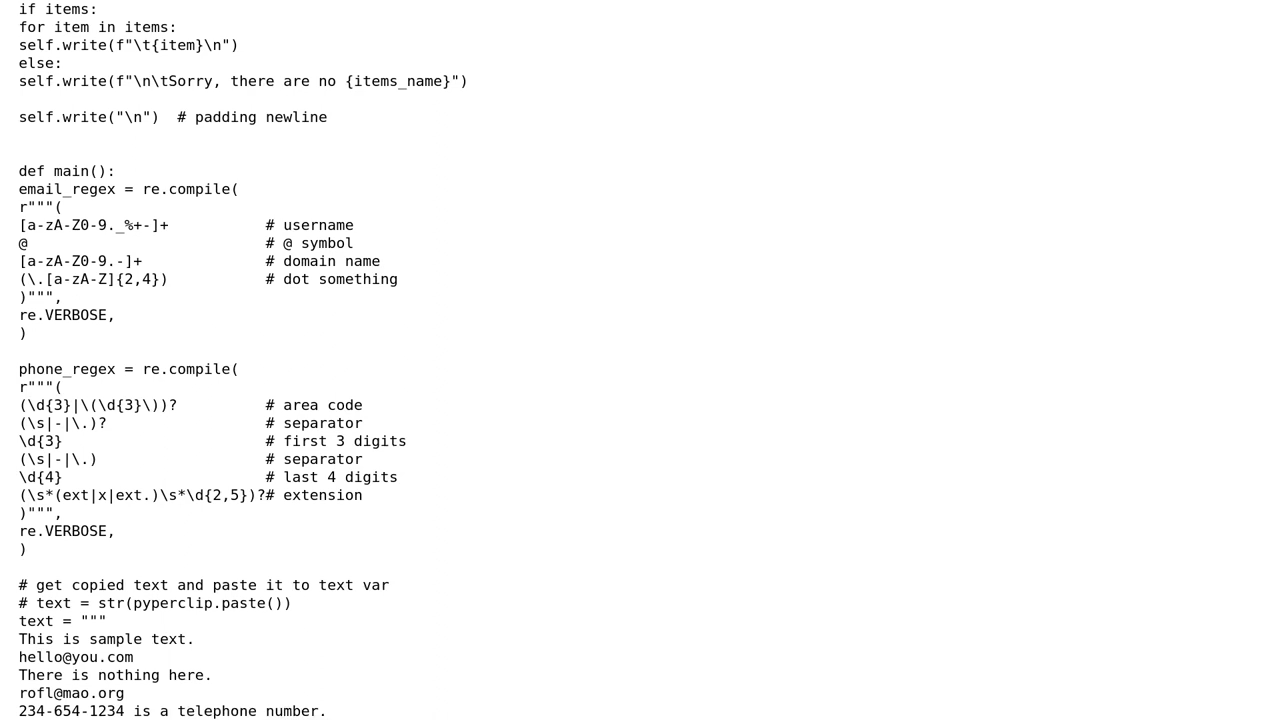 if items:
for item in items:
self.write(f"\t{item}\n")
else:
self.write(f"\n\tSorry, there are no {items_name}")

self.write("\n")  # padding newline


def main():
email_regex = re.compile(
r"""(
[a-zA-Z0-9._%+-]+           # username
@                           # @ symbol
[a-zA-Z0-9.-]+              # domain name
(\.[a-zA-Z]{2,4})           # dot something
)""",
re.VERBOSE,
)

phone_regex = re.compile(
r"""(
(\d{3}|\(\d{3}\))?          # area code
(\s|-|\.)?                  # separator
\d{3}                       # first 3 digits
(\s|-|\.)                   # separator
\d{4}                       # last 4 digits
(\s*(ext|x|ext.)\s*\d{2,5})?# extension
)""",
re.VERBOSE,
)

# get copied text and paste it to text var
# text = str(pyperclip.paste())
text = """
This is sample text.
hello@you.com
There is nothing here.
rofl@mao.org
234-654-1234 is a telephone number.